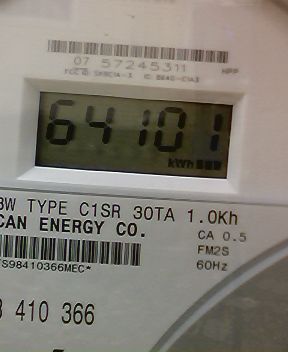 07 57245311
64101
kWh
3W TYPE C1SR 30TA 1.0Kh
CAN ENERGY CO.
CA 0.5
FM2S
S98410366MEC*
60Hz
410 366